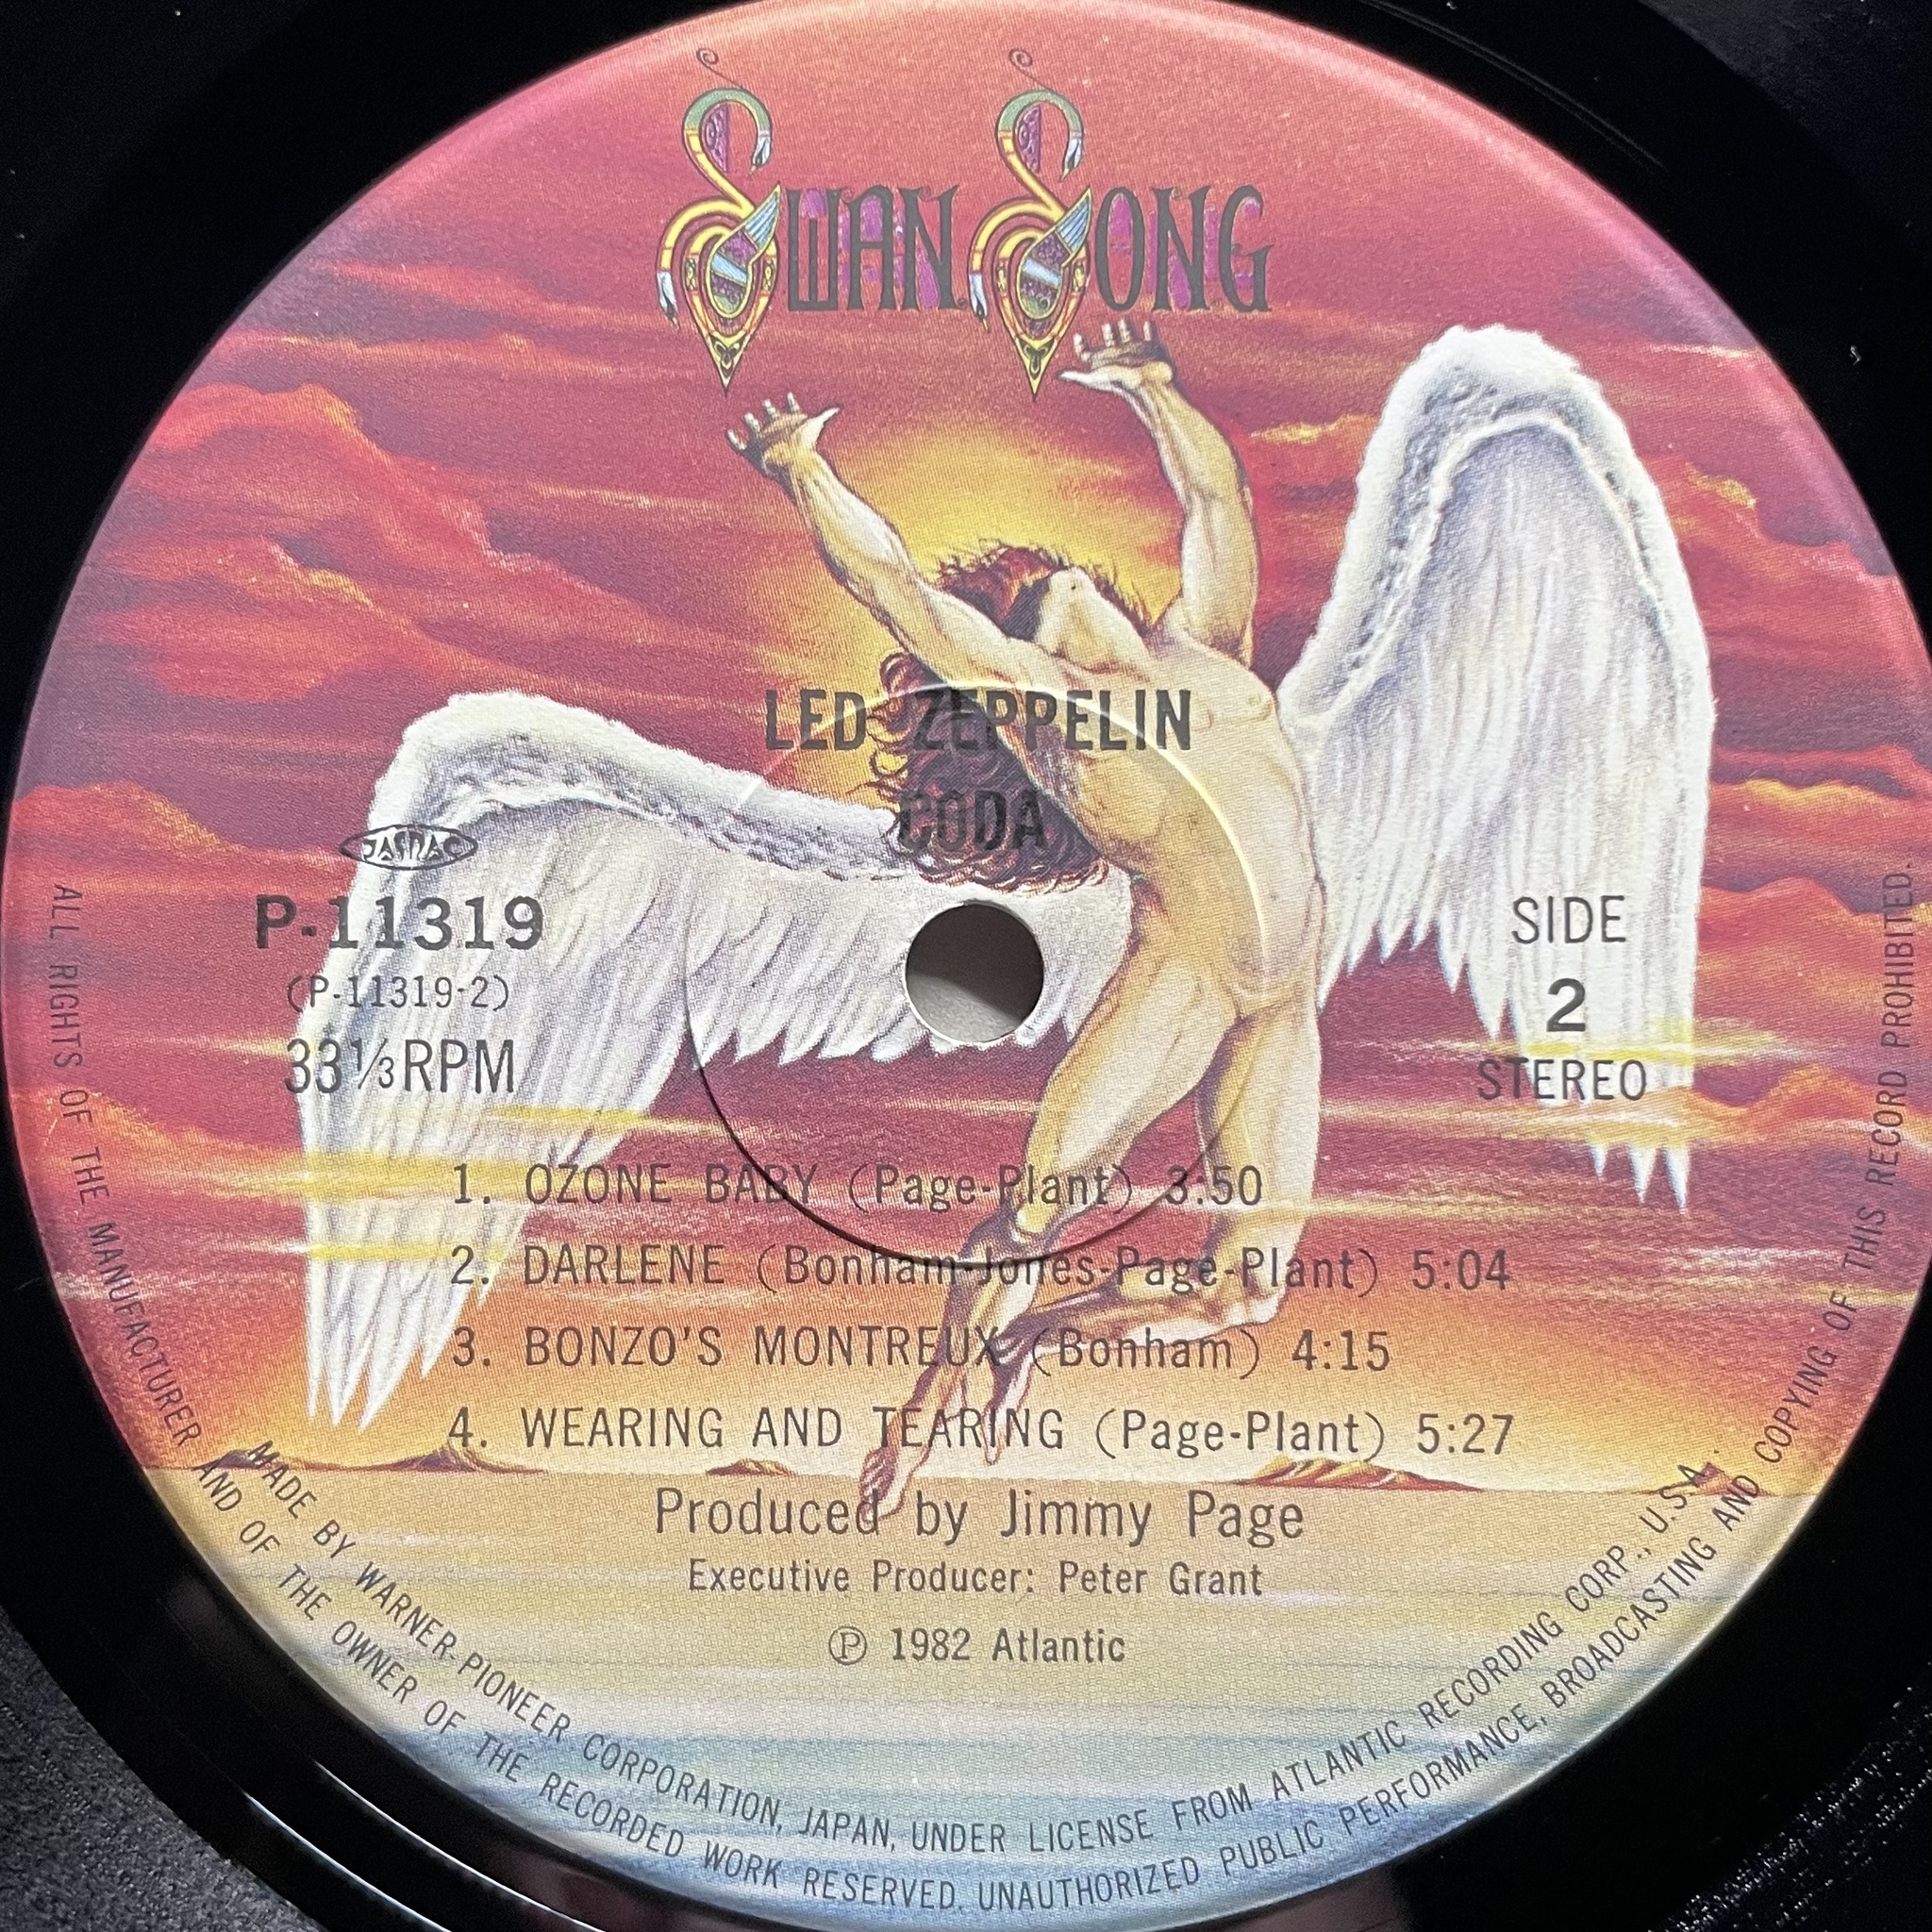 SWAN SONG
LED ZEPPELIN
CODA
JASRAC
P-11319
(P-11319-2)
33⅓ RPM
SIDE
2
STEREO
1. OZONE BABY (Page-Plant) 3:50
2. DARLENE (Bonham-Jones-Page-Plant) 5:04
3. BONZO'S MONTREUX (Bonham) 4:15
4. WEARING AND TEARING (Page-Plant) 5:27
Produced by Jimmy Page
Executive Producer: Peter Grant
Ⓟ 1982 Atlantic
MADE BY WARNER-PIONEER CORPORATION, JAPAN, UNDER LICENSE FROM ATLANTIC RECORDING CORP., U.S.A.
ALL RIGHTS OF THE MANUFACTURER AND OF THE OWNER OF THE RECORDED WORK RESERVED. UNAUTHORIZED PUBLIC PERFORMANCE, BROADCASTING AND COPYING OF THIS RECORD PROHIBITED.